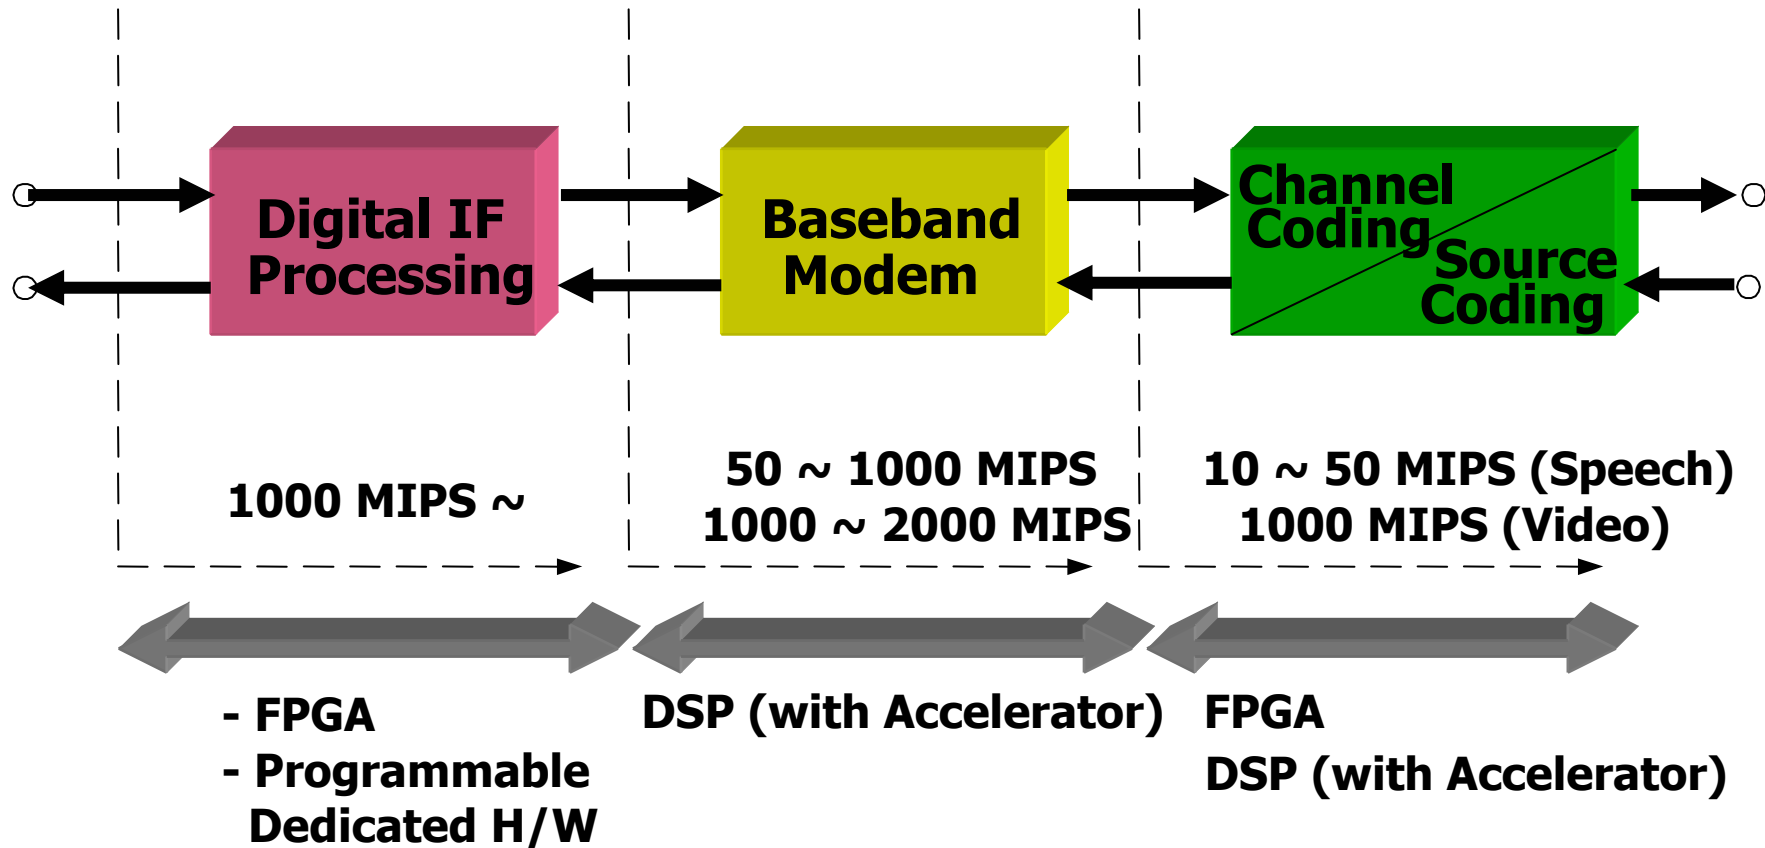 Digital IF
Processing
Baseband
Modem
Channel
Coding
Source
Coding
1000 MIPS ~
50 ~ 1000 MIPS
1000 ~ 2000 MIPS
10 ~ 50 MIPS (Speech)
1000 MIPS (Video)
- FPGA
- Programmable
Dedicated H/W
DSP (with Accelerator)
FPGA
DSP (with Accelerator)